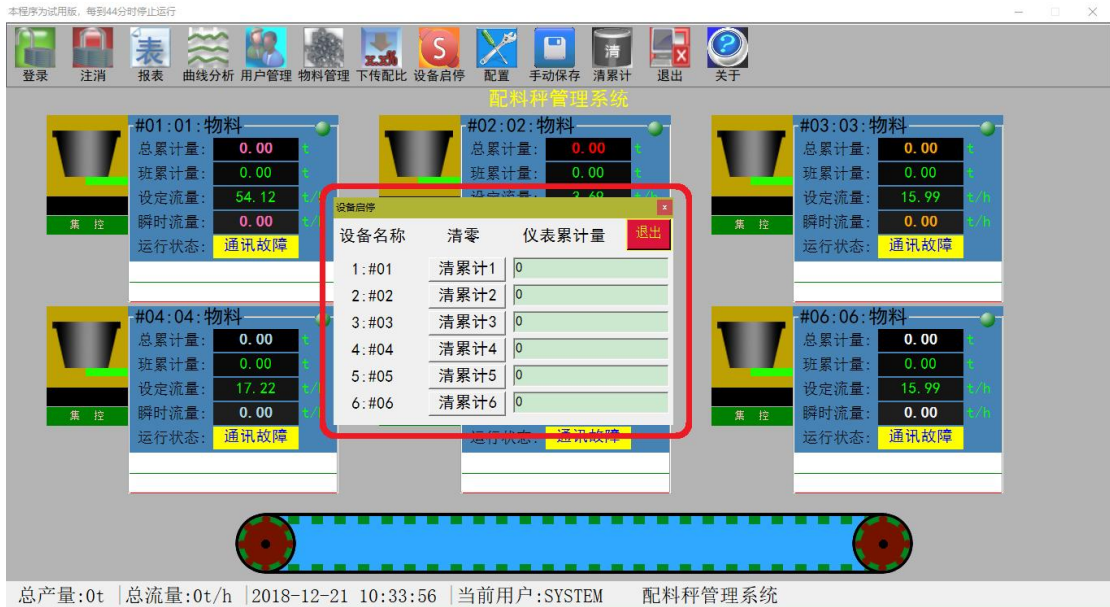 本程序为试用版，每到44分时停止运行
登录 注消 报表 曲线分析 用户管理 物料管理 下传配比 设备启停 配置 手动保存 清累计 退出 关于
表 x.x% S 清 ?
配料秤管理系统
#01:01:物料
总累计量: 0.00 t
班累计量: 0.00 t
设定流量: 54.12 t/
瞬时流量: 0.00 t/
运行状态: 通讯故障
集 控
#02:02:物料
总累计量: 0.00 t
班累计量: 0.00 t
设定流量: 3.69 t/h
#03:03:物料
总累计量: 0.00 t
班累计量: 0.00 t
设定流量: 15.99 t/h
瞬时流量: 0.00 t/h
运行状态: 通讯故障
集 控
设备启停 x
设备名称 清零 仪表累计量 退出
1:#01 清累计1 0
2:#02 清累计2 0
3:#03 清累计3 0
4:#04 清累计4 0
5:#05 清累计5 0
6:#06 清累计6 0
#04:04:物料
总累计量: 0.00 t
班累计量: 0.00 t
设定流量: 17.22 t/
瞬时流量: 0.00 t/
运行状态: 通讯故障
集 控
运行状态: 通讯故障
#06:06:物料
总累计量: 0.00 t
班累计量: 0.00 t
设定流量: 15.99 t/h
瞬时流量: 0.00 t/h
运行状态: 通讯故障
集 控
总产量:0t |总流量:0t/h |2018-12-21 10:33:56 |当前用户:SYSTEM 配料秤管理系统